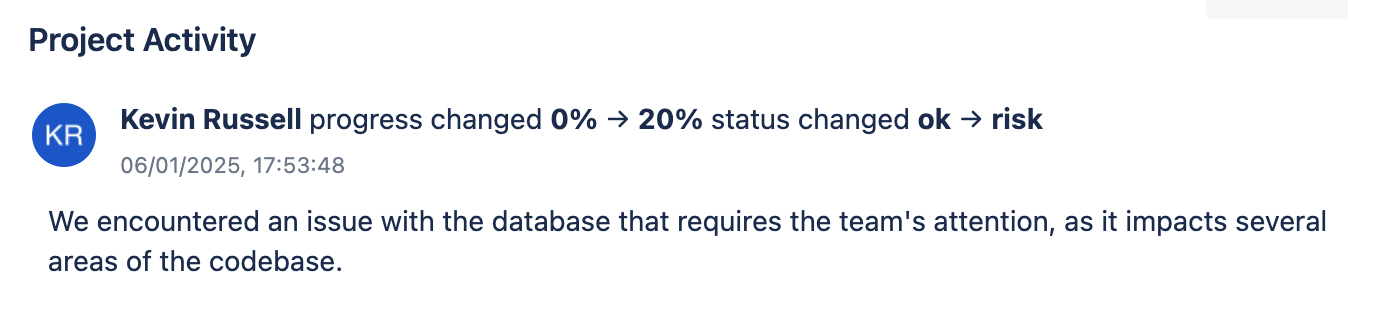 Project Activity
KR
Kevin Russell progress changed 0% → 20% status changed ok → risk
06/01/2025, 17:53:48
We encountered an issue with the database that requires the team's attention, as it impacts several
areas of the codebase.